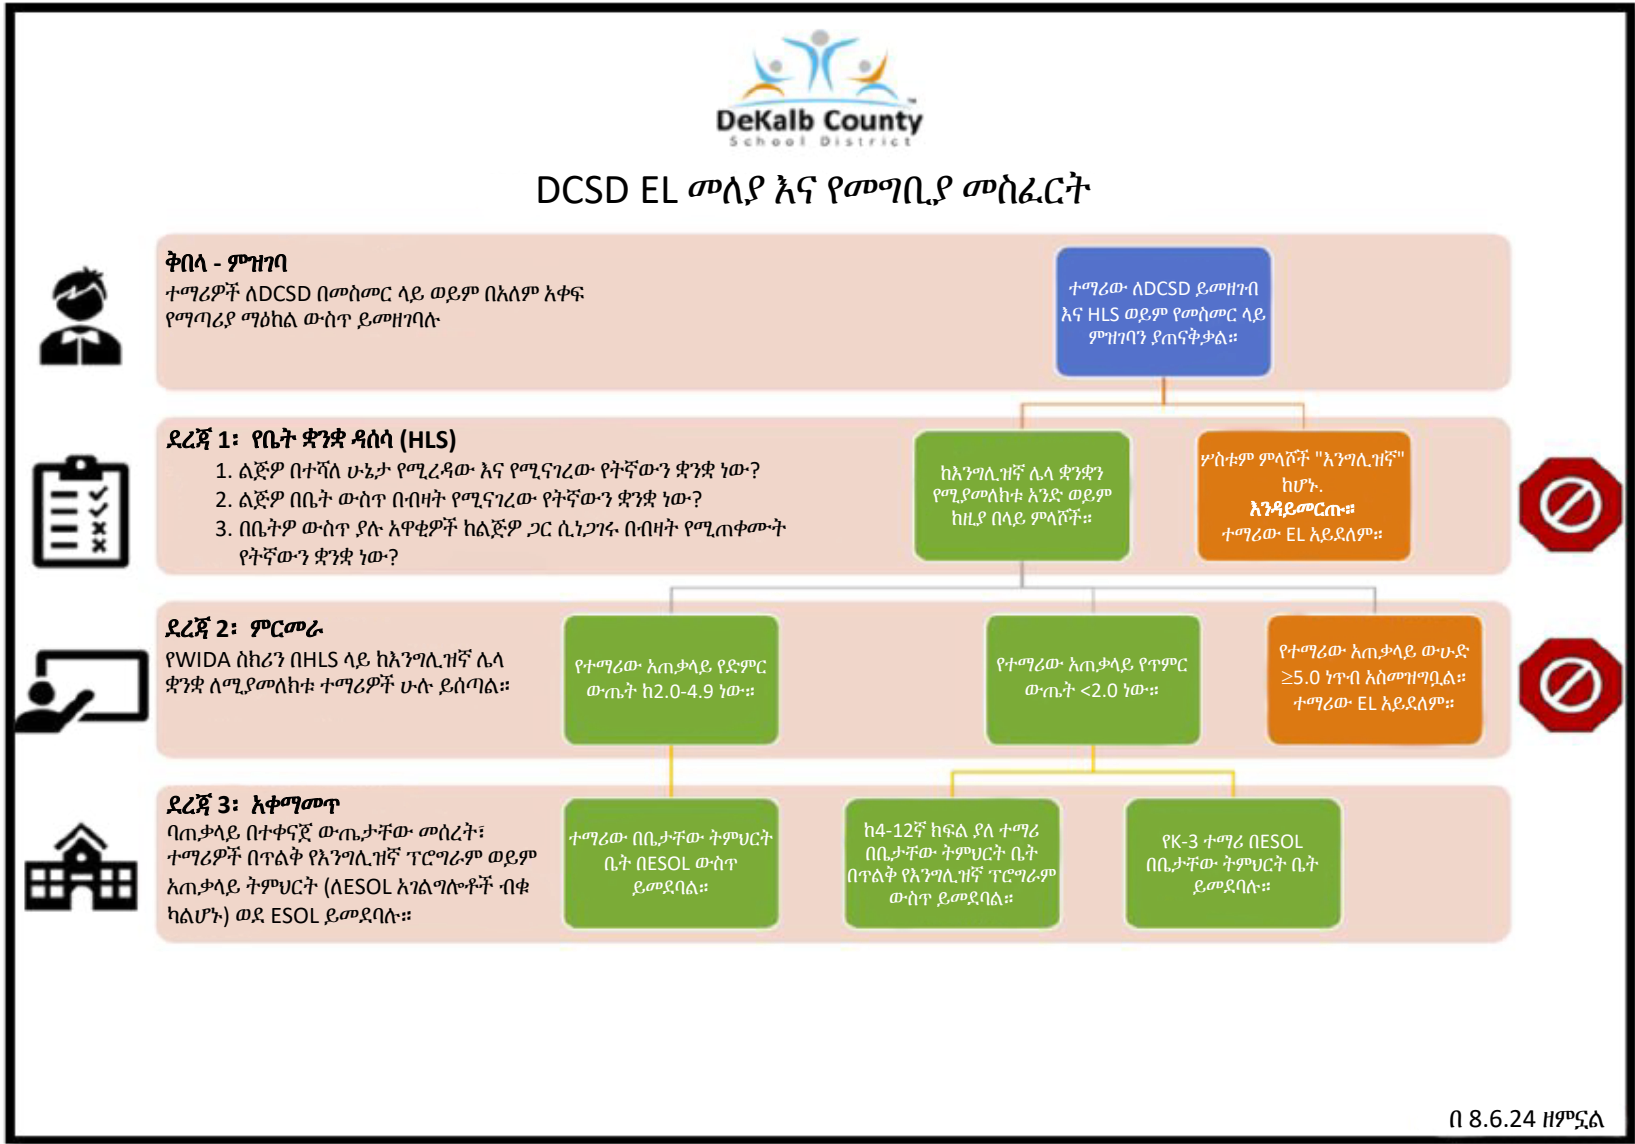 DeKalb County™
School District
DCSD EL መለያ እና የመግቢያ መስፈርት
ቅበላ - ምዝገባ
ተማሪዎች ለDCSD በመስመር ላይ ወይም በአለም አቀፍ
የማጣሪያ ማዕከል ውስጥ ይመዘገባሉ
ተማሪው ለDCSD ይመዘገብ
እና HLS ወይም የመስመር ላይ
ምዝገባን ያጠናቅቃል።
ደረጃ 1፡ የቤት ቋንቋ ዳሰሳ (HLS)
1. ልጅዎ በተሻለ ሁኔታ የሚረዳው እና የሚናገረው የትኛውን ቋንቋ ነው?
2. ልጅዎ በቤት ውስጥ በብዛት የሚናገረው የትኛውን ቋንቋ ነው?
3. በቤትዎ ውስጥ ያሉ አዋቂዎች ከልጅዎ ጋር ሲነጋገሩ በብዛት የሚጠቀሙት
የትኛውን ቋንቋ ነው?
ከእንግሊዝኛ ሌላ ቋንቋን
የሚያመለክቱ አንድ ወይም
ከዚያ በላይ ምላሾች።
ሦስቱም ምላሾች "እንግሊዝኛ"
ከሆኑ.
እንዳይመርጡ።
ተማሪው EL አይደለም።
ደረጃ 2፡ ምርመራ
የWIDA ስክሪን በHLS ላይ ከእንግሊዝኛ ሌላ
ቋንቋ ለሚያመለክቱ ተማሪዎች ሁሉ ይሰጣል።
የተማሪው አጠቃላይ የድምር
ውጤት ከ2.0-4.9 ነው።
የተማሪው አጠቃላይ የጥምር
ውጤት <2.0 ነው።
የተማሪው አጠቃላይ ውሁድ
≥5.0 ነጥብ አስመዝግቧል።
ተማሪው EL አይደለም።
ደረጃ 3፡ አቀማመጥ
ባጠቃላይ በተቀናጀ ውጤታቸው መሰረት፣
ተማሪዎች በጥልቅ የእንግሊዝኛ ፕሮግራም ወይም
አጠቃላይ ትምህርት (ለESOL አገልግሎቶች ብቁ
ካልሆኑ) ወደ ESOL ይመደባሉ።
ተማሪው በቤታቸው ትምህርት
ቤት በESOL ውስጥ
ይመደባል።
ከ4-12ኛ ክፍል ያለ ተማሪ
በቤታቸው ትምህርት ቤት
በጥልቅ የእንግሊዝኛ ፕሮግራም
ውስጥ ይመደባል።
የK-3 ተማሪ በESOL
በቤታቸው ትምህርት ቤት
ይመደባሉ።
በ 8.6.24 ዘምኗል